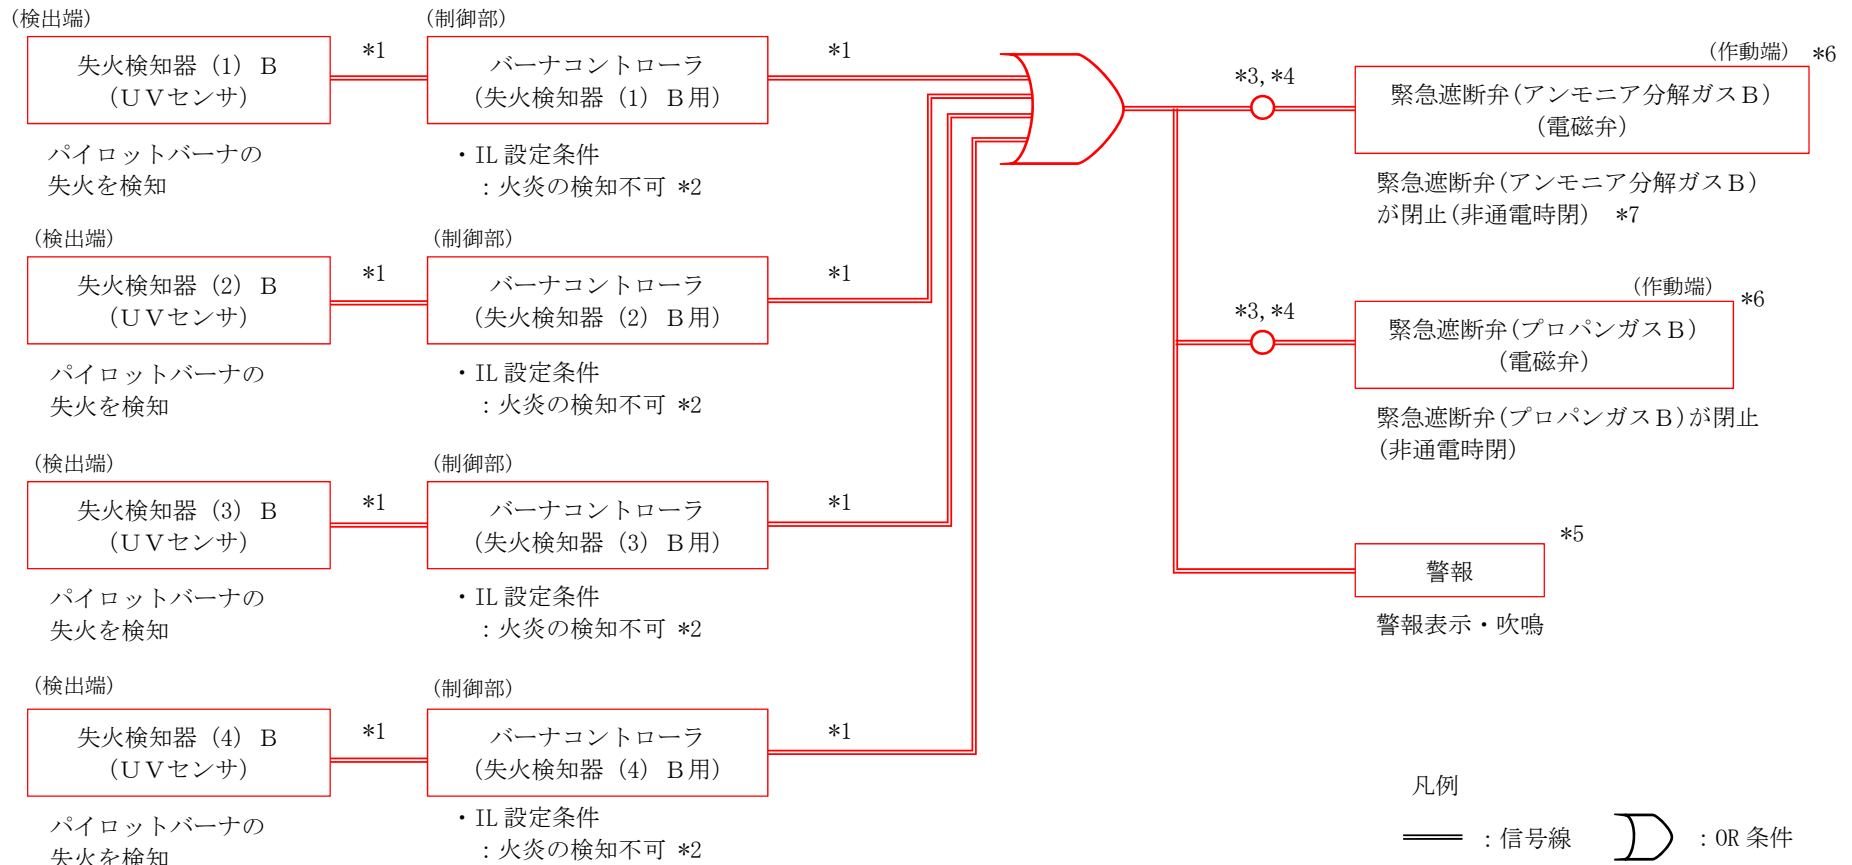 (検出端)
(制御部)
失火検知器 (1) B
(UVセンサ)
*1
バーナコントローラ
(失火検知器 (1) B用)
*1
パイロットバーナの
失火を検知
・IL設定条件
：火炎の検知不可 *2
(検出端)
(制御部)
失火検知器 (2) B
(UVセンサ)
*1
バーナコントローラ
(失火検知器 (2) B用)
*1
パイロットバーナの
失火を検知
・IL設定条件
：火炎の検知不可 *2
(検出端)
(制御部)
失火検知器 (3) B
(UVセンサ)
*1
バーナコントローラ
(失火検知器 (3) B用)
*1
パイロットバーナの
失火を検知
・IL設定条件
：火炎の検知不可 *2
(検出端)
(制御部)
失火検知器 (4) B
(UVセンサ)
*1
バーナコントローラ
(失火検知器 (4) B用)
*1
パイロットバーナの
失火を検知
・IL設定条件
：火炎の検知不可 *2
(作動端) *6
*3,*4
緊急遮断弁(アンモニア分解ガスB)
(電磁弁)
緊急遮断弁(アンモニア分解ガスB)
が閉止(非通電時閉) *7
(作動端) *6
*3,*4
緊急遮断弁(プロパンガスB)
(電磁弁)
緊急遮断弁(プロパンガスB)が閉止
(非通電時閉)
*5
警報
警報表示・吹鳴
凡例
：信号線
：OR条件